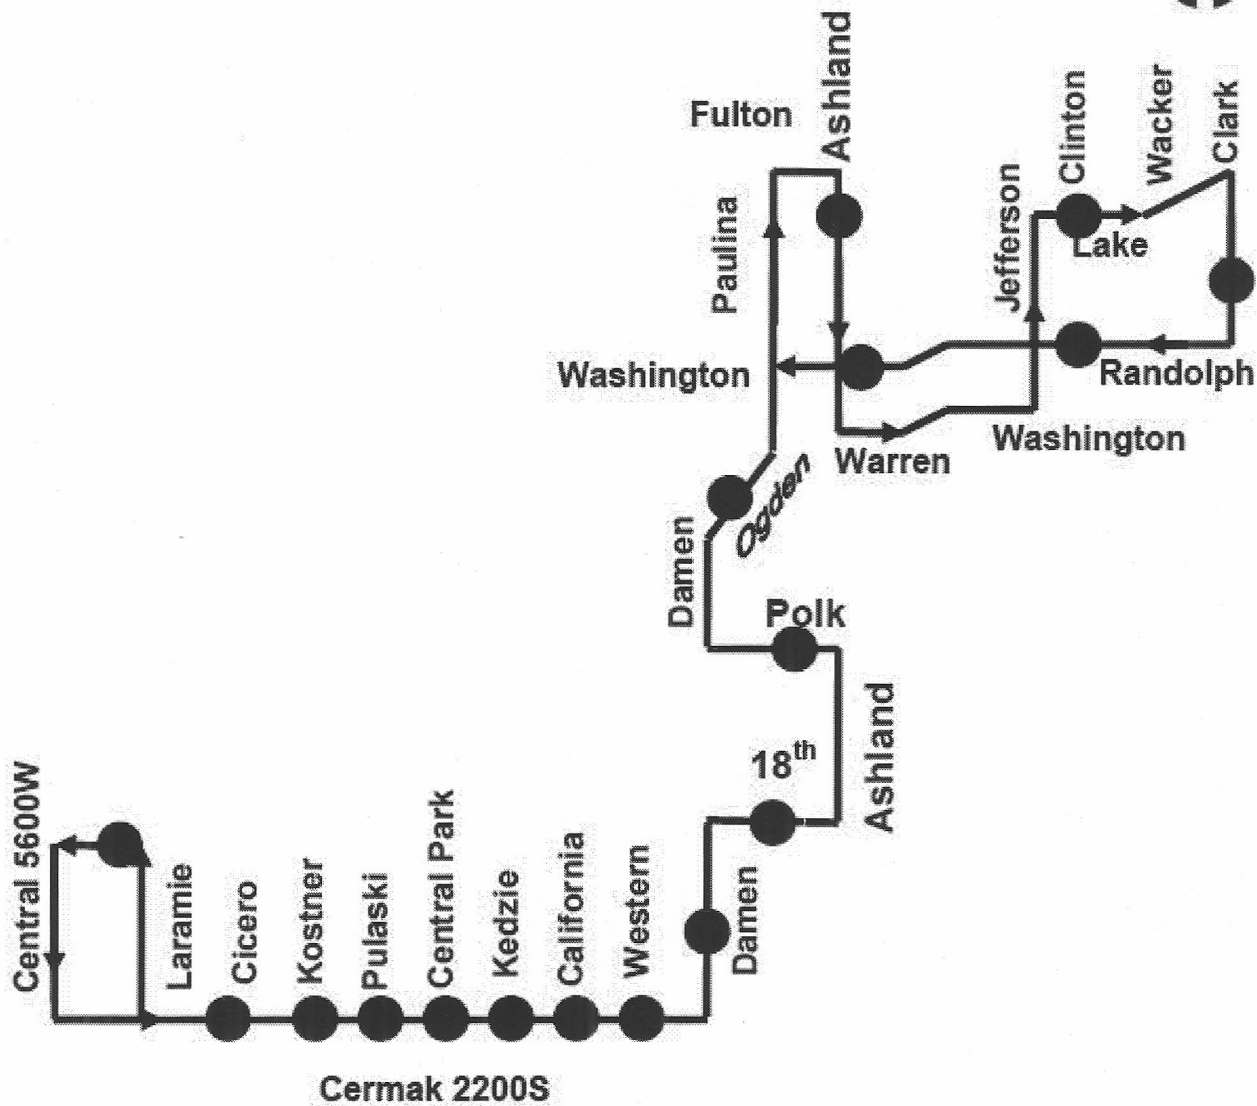 Ashland
Fulton
Clinton
Wacker
Clark
Paulina
Jefferson
Lake
Washington
Randolph
Warren
Washington
Ogden
Damen
Polk
Ashland
18th
Central 5600W
Laramie
Cicero
Kostner
Pulaski
Central Park
Kedzie
California
Western
Damen
Cermak 2200S